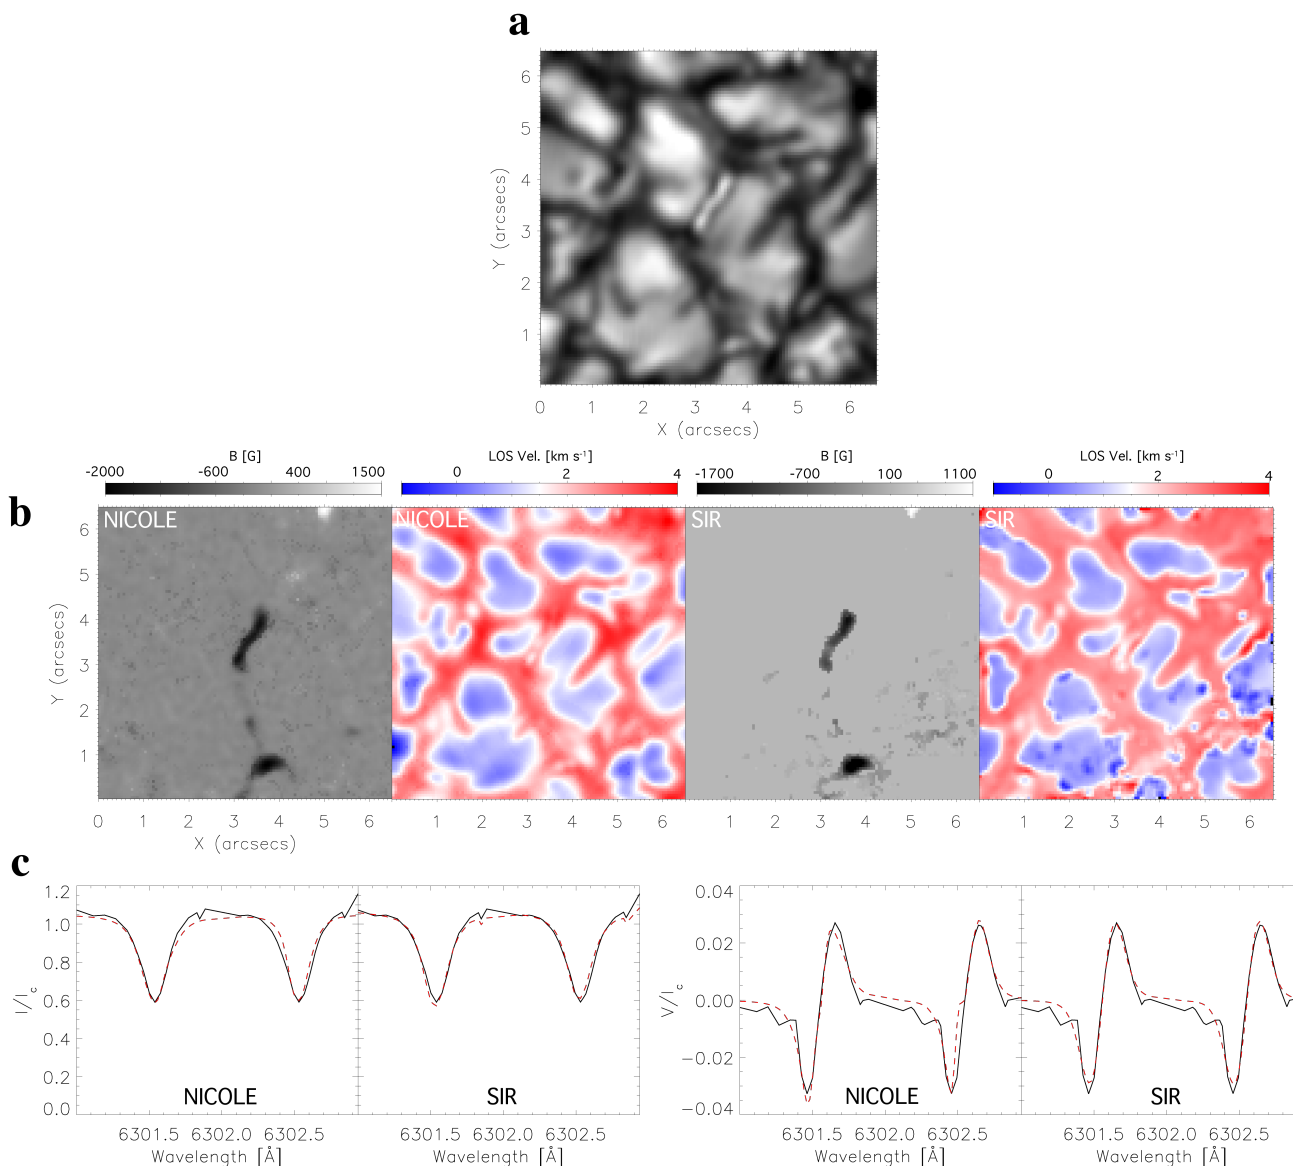 a
6
5
4
3
2
1
Y (arcsecs)
0 1 2 3 4 5 6
X (arcsecs)
B [G] LOS Vel. [km s⁻¹] B [G] LOS Vel. [km s⁻¹]
-2000 -600 400 1500 0 2 4 -1700 -700 100 1100 0 2 4
b
NICOLE NICOLE SIR SIR
6
5
4
3
2
1
Y (arcsecs)
0 1 2 3 4 5 6 1 2 3 4 5 6 1 2 3 4 5 6 1 2 3 4 5 6
X (arcsecs)
c
1.2
1.0
0.8
0.6
0.4
0.2
0.0
I/I_c
NICOLE SIR
6301.5 6302.0 6302.5 6301.5 6302.0 6302.5
Wavelength [Å] Wavelength [Å]
0.04
0.02
0.00
−0.02
−0.04
V/I_c
NICOLE SIR
6301.5 6302.0 6302.5 6301.5 6302.0 6302.5
Wavelength [Å] Wavelength [Å]